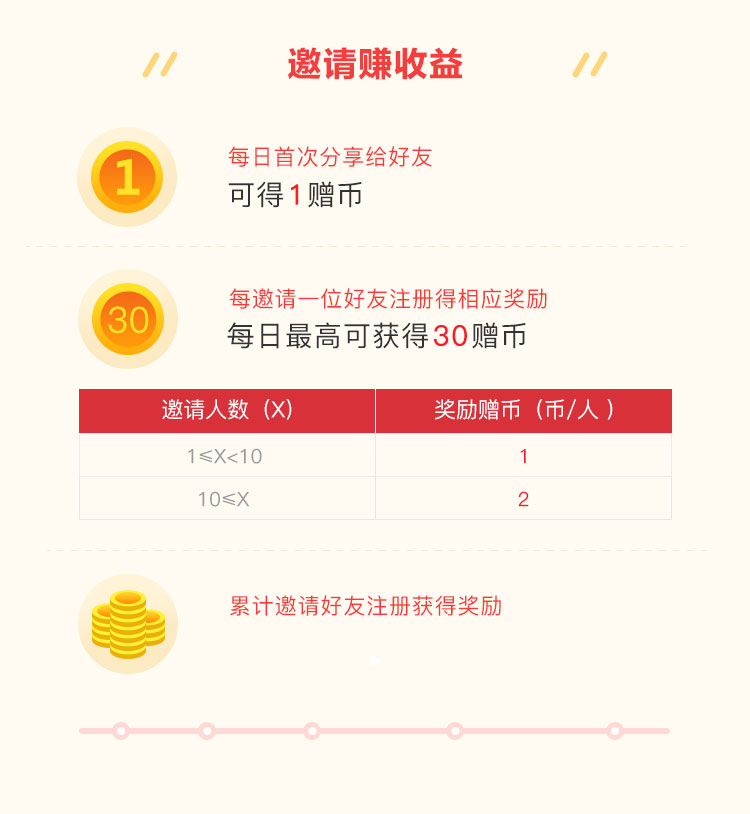 邀请赚收益
1
每日首次分享给好友
可得1赠币
30
每邀请一位好友注册得相应奖励
每日最高可获得30赠币
邀请人数（X） 奖励赠币（币/人 ）
1≤X<10 1
10≤X 2
累计邀请好友注册获得奖励